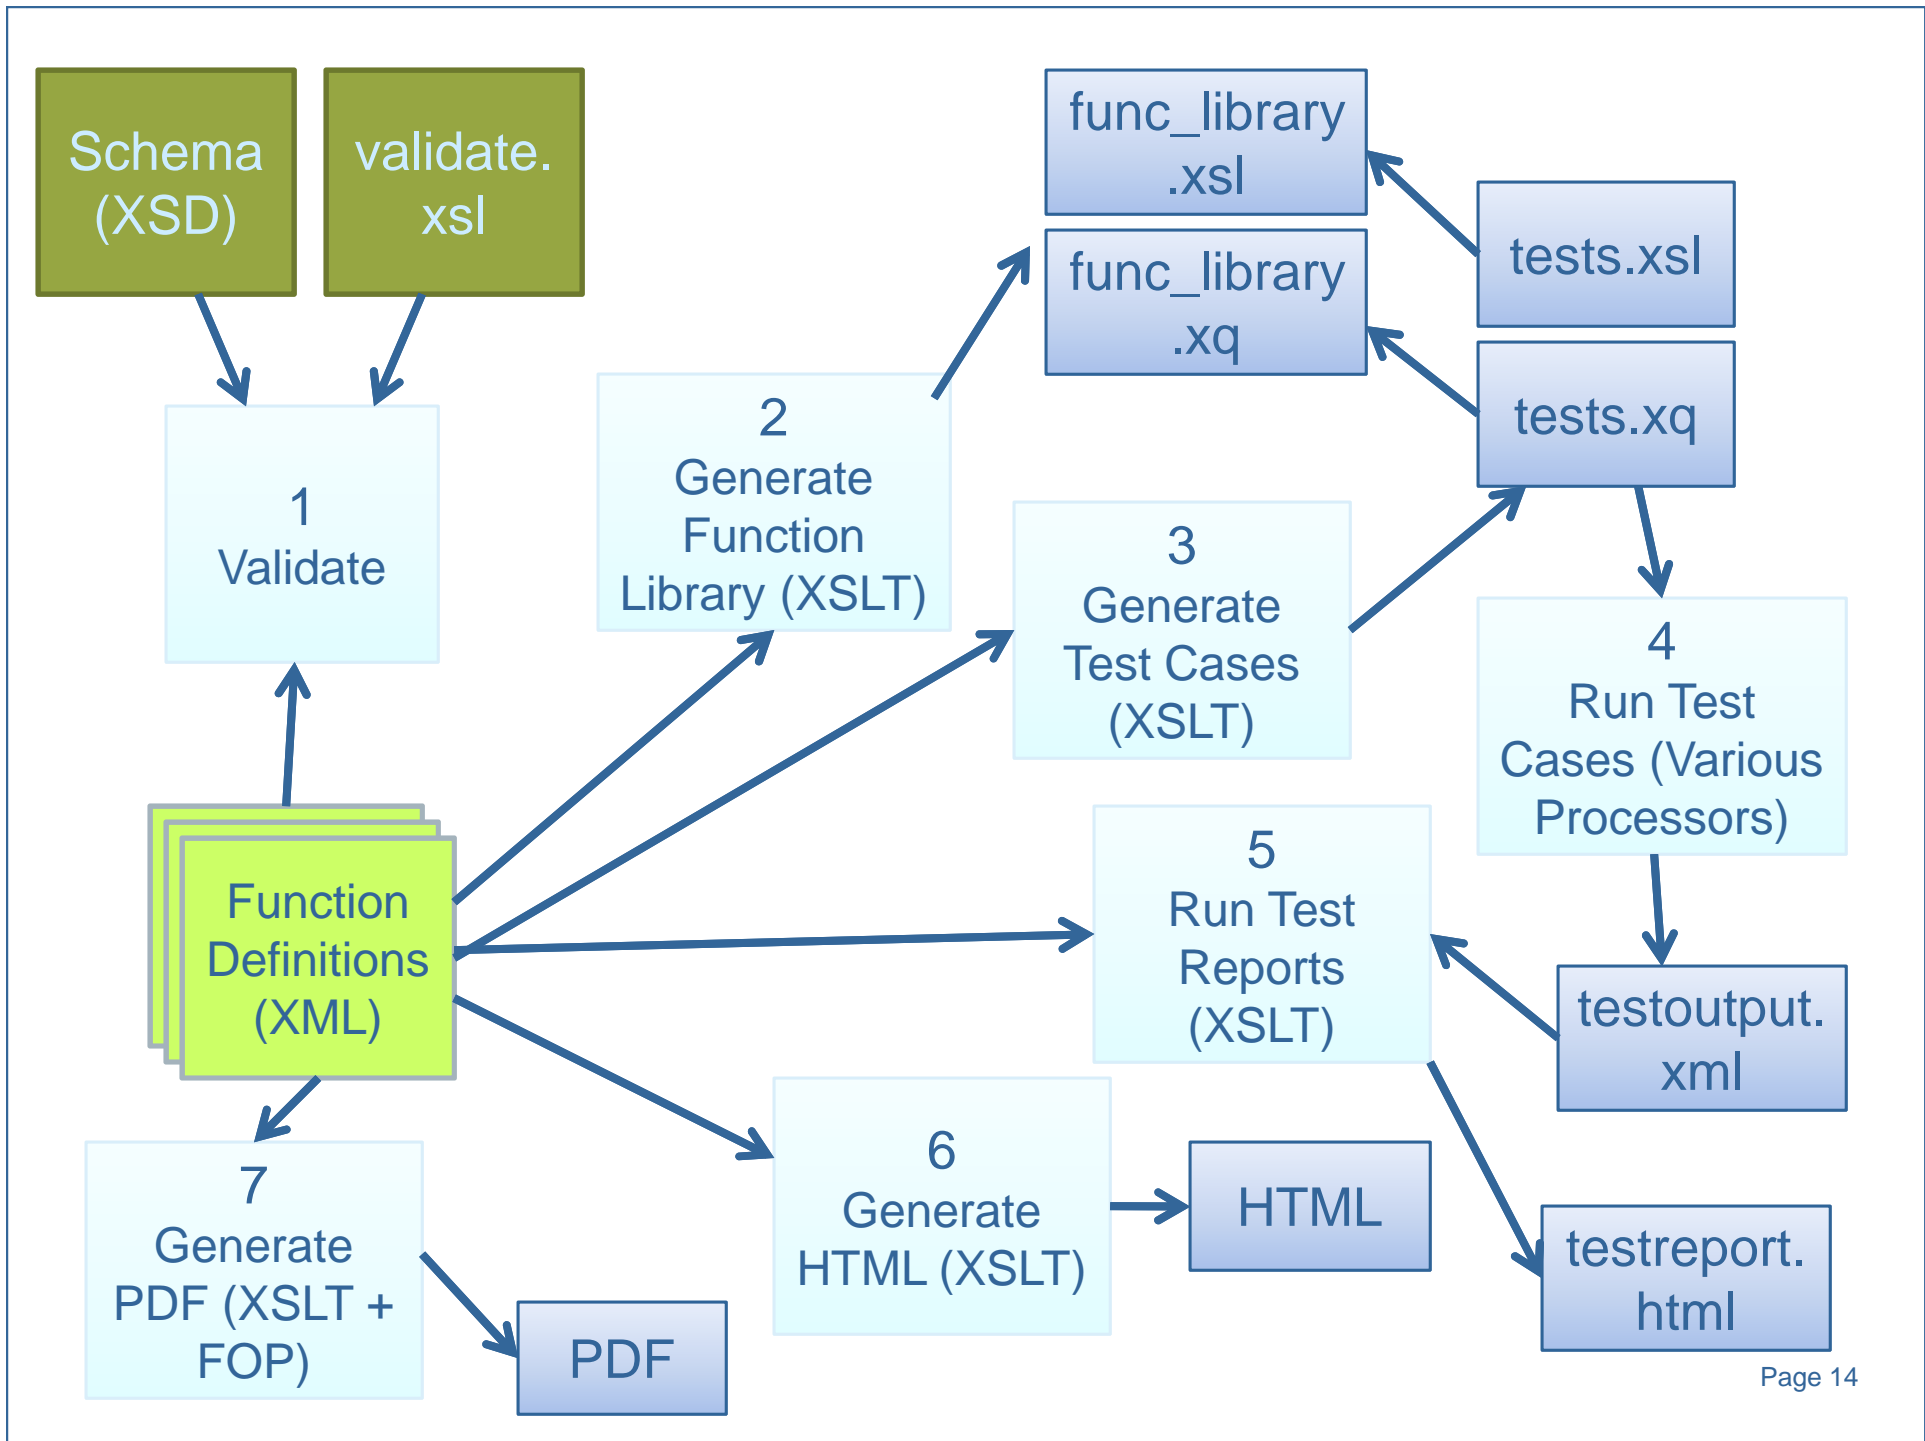 Schema
(XSD)
validate.
xsl
func_library
.xsl
func_library
.xq
tests.xsl
tests.xq
1
Validate
2
Generate
Function
Library (XSLT)
3
Generate
Test Cases
(XSLT)
4
Run Test
Cases (Various
Processors)
Function
Definitions
(XML)
5
Run Test
Reports
(XSLT)
testoutput.
xml
6
Generate
HTML (XSLT)
HTML
testreport.
html
7
Generate
PDF (XSLT +
FOP)
PDF
Page 14